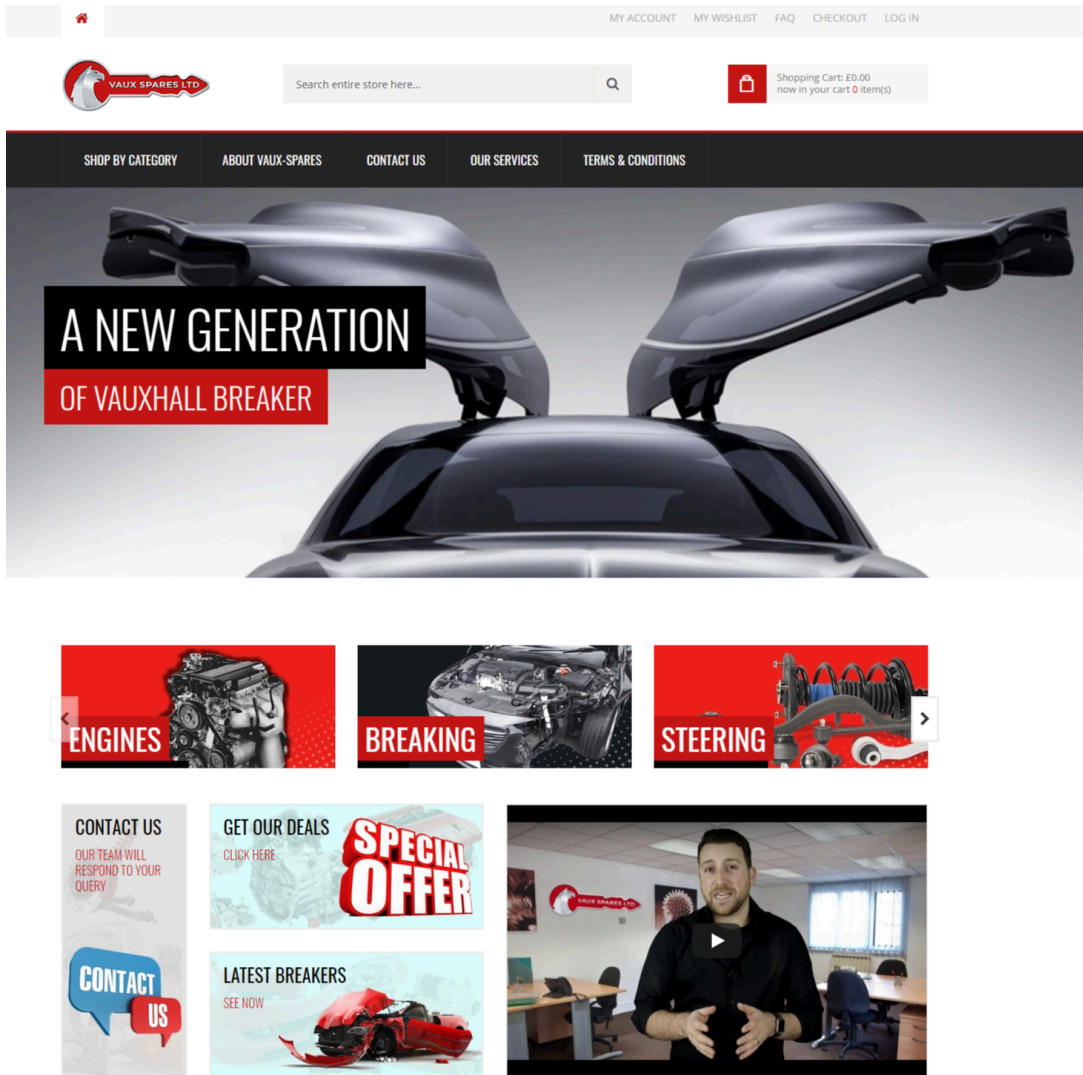 MY ACCOUNT MY WISHLIST FAQ CHECKOUT LOG IN
VAUX SPARES LTD
Search entire store here...
Shopping Cart: £0.00
now in your cart 0 item(s)
SHOP BY CATEGORY ABOUT VAUX-SPARES CONTACT US OUR SERVICES TERMS & CONDITIONS
A NEW GENERATION
OF VAUXHALL BREAKER
ENGINES
BREAKING
STEERING
CONTACT US
OUR TEAM WILL
RESPOND TO YOUR
QUERY
CONTACT
US
GET OUR DEALS
CLICK HERE
SPECIAL
OFFER
LATEST BREAKERS
SEE NOW
VAUX SPARES LTD